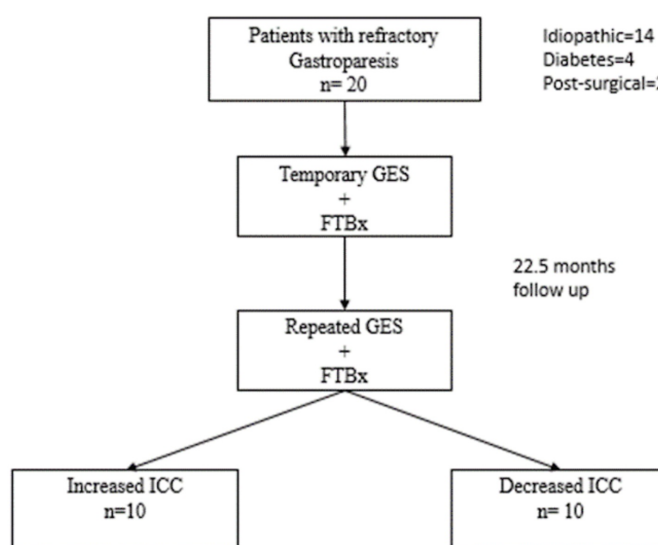 Patients with refractory
Gastroparesis
n= 20
Idiopathic=14
Diabetes=4
Post-surgical=2
Temporary GES
+
FTBx
22.5 months
follow up
Repeated GES
+
FTBx
Increased ICC
n=10
Decreased ICC
n= 10